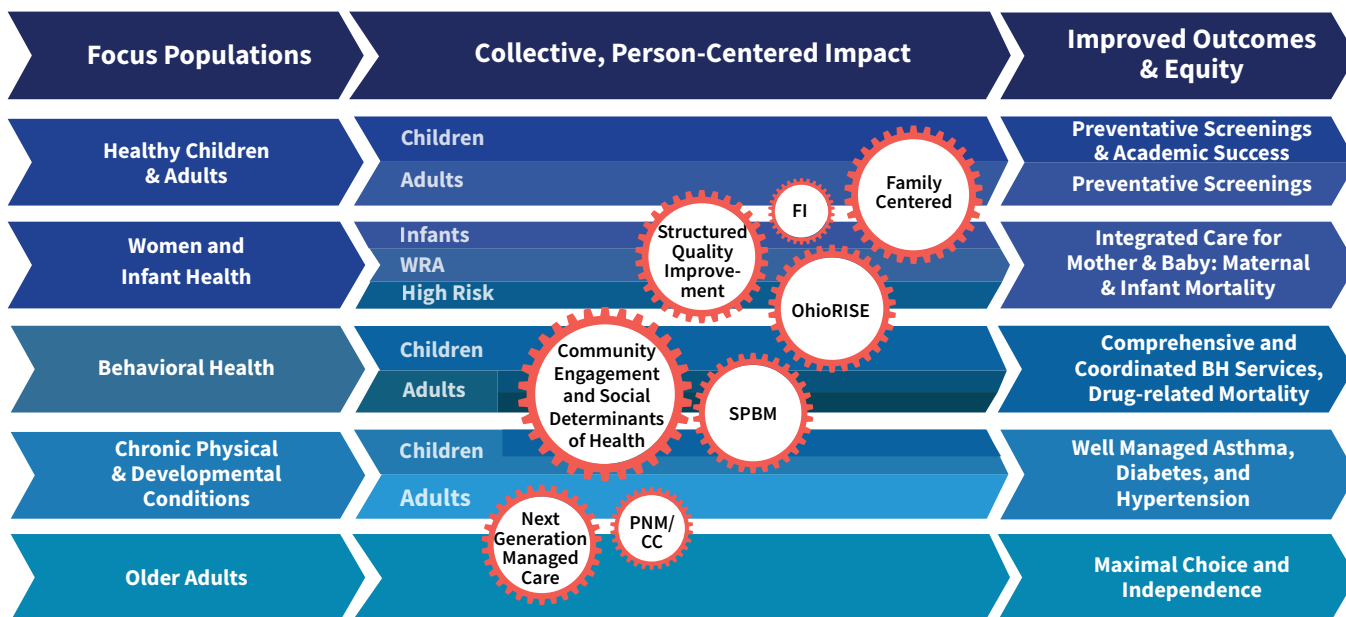 Focus Populations
Collective, Person-Centered Impact
Improved Outcomes
& Equity
Healthy Children
& Adults
Children
Adults
Preventative Screenings
& Academic Success
Preventative Screenings
Family
Centered
FI
Women and
Infant Health
Infants
WRA
High Risk
Structured
Quality
Improve-
ment
OhioRISE
Integrated Care for
Mother & Baby: Maternal
& Infant Mortality
Behavioral Health
Children
Adults
Community
Engagement
and Social
Determinants
of Health
SPBM
Comprehensive and
Coordinated BH Services,
Drug-related Mortality
Chronic Physical
& Developmental
Conditions
Children
Adults
Well Managed Asthma,
Diabetes, and
Hypertension
Next
Generation
Managed
Care
PNM/
CC
Older Adults
Maximal Choice and
Independence